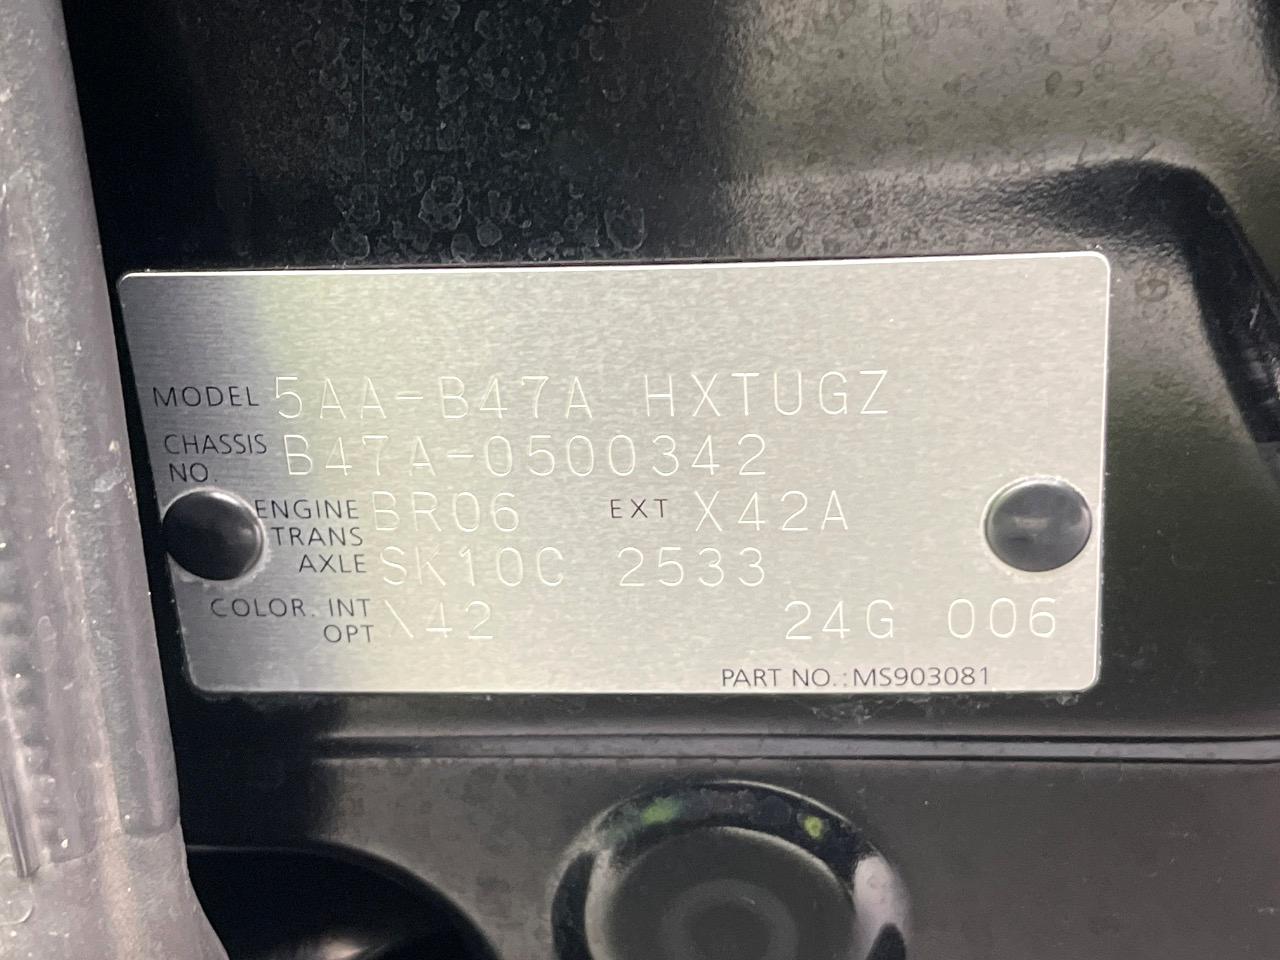 MODEL 5AA-B47A HXTUGZ
CHASSIS NO. B47A-0500342
ENGINE BR06 EXT X42A
TRANS AXLE SK10C 2533
COLOR. INT OPT \42 24G 006
PART NO.:MS903081